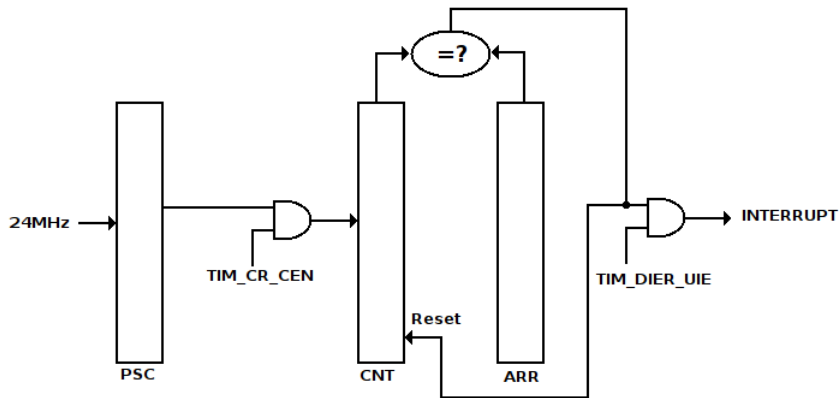 =?
24MHz
INTERRUPT
TIM_CR_CEN
TIM_DIER_UIE
Reset
PSC
CNT
ARR